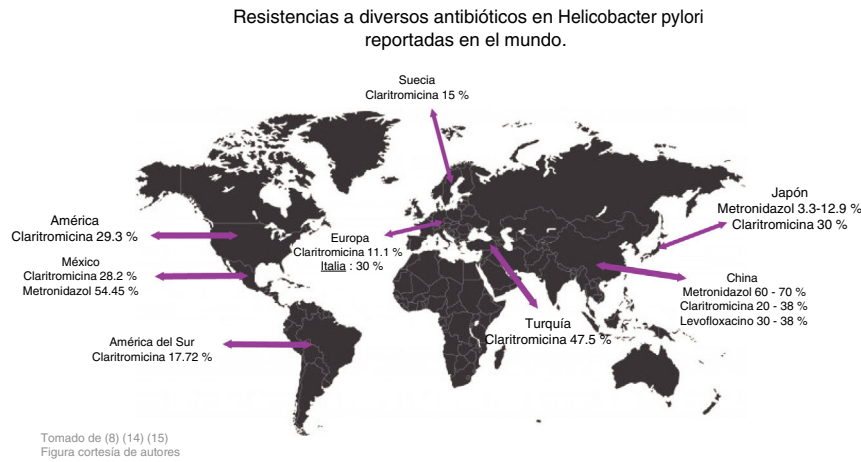 Resistencias a diversos antibióticos en Helicobacter pylori
reportadas en el mundo.
Suecia
Claritromicina 15 %
Japón
Metronidazol 3.3-12.9 %
Claritromicina 30 %
América
Claritromicina 29.3 %
Europa
Claritromicina 11.1 %
Italia : 30 %
México
Claritromicina 28.2 %
Metronidazol 54.45 %
China
Metronidazol 60 - 70 %
Claritromicina 20 - 38 %
Levofloxacino 30 - 38 %
Turquía
Claritromicina 47.5 %
América del Sur
Claritromicina 17.72 %
Tomado de (8) (14) (15)
Figura cortesía de autores